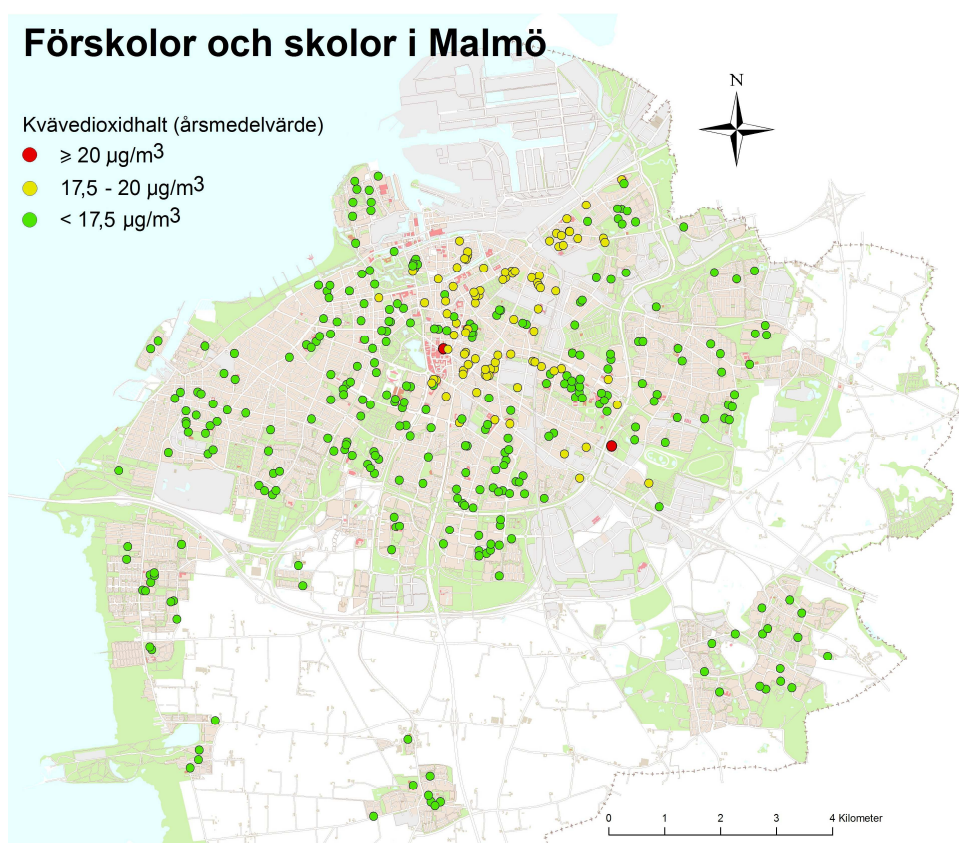 Förskolor och skolor i Malmö
N
Kvävedioxidhalt (årsmedelvärde)
⩾ 20 µg/m³
17,5 - 20 µg/m³
< 17,5 µg/m³
0 1 2 3 4 Kilometer